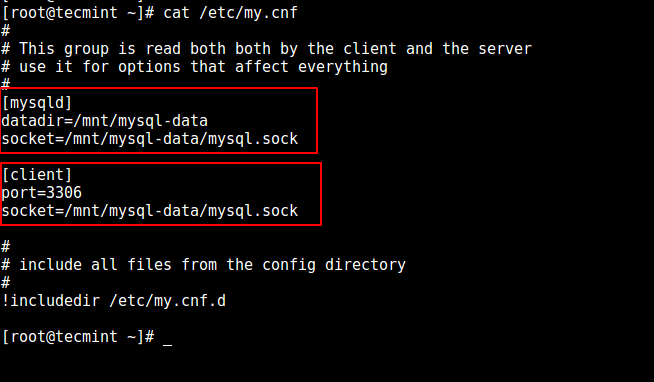 [root@tecmint ~]# cat /etc/my.cnf
#
# This group is read both both by the client and the server
# use it for options that affect everything
#
[mysqld]
datadir=/mnt/mysql-data
socket=/mnt/mysql-data/mysql.sock
[client]
port=3306
socket=/mnt/mysql-data/mysql.sock
#
# include all files from the config directory
#
!includedir /etc/my.cnf.d
[root@tecmint ~]# _